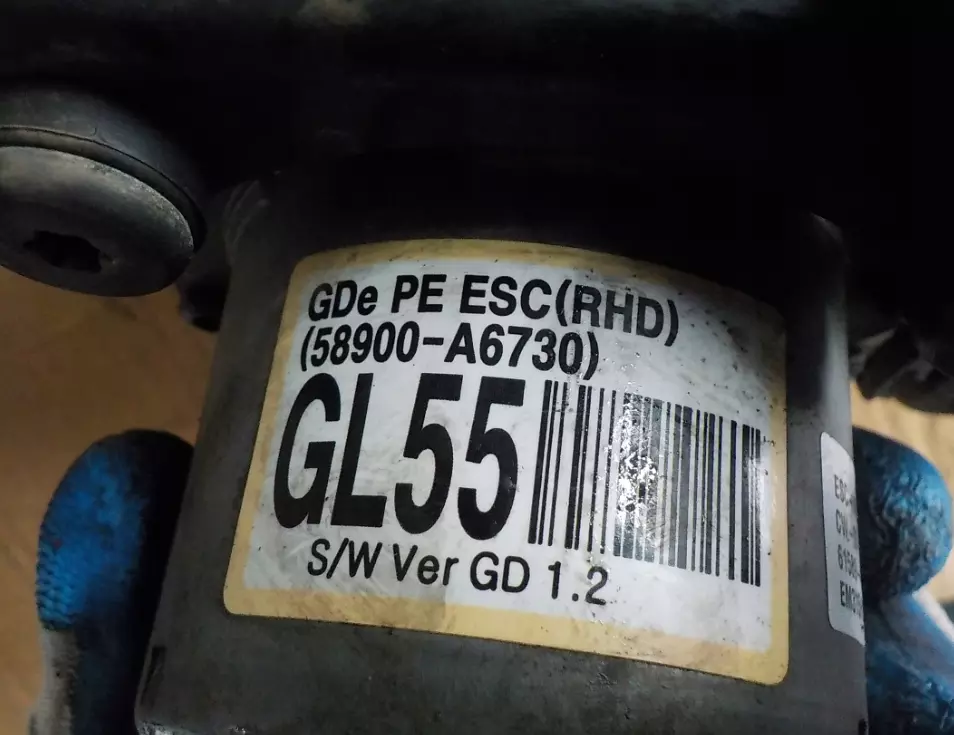 GDe PE ESC(RHD)
(58900-A6730)
GL55
S/W Ver GD 1.2